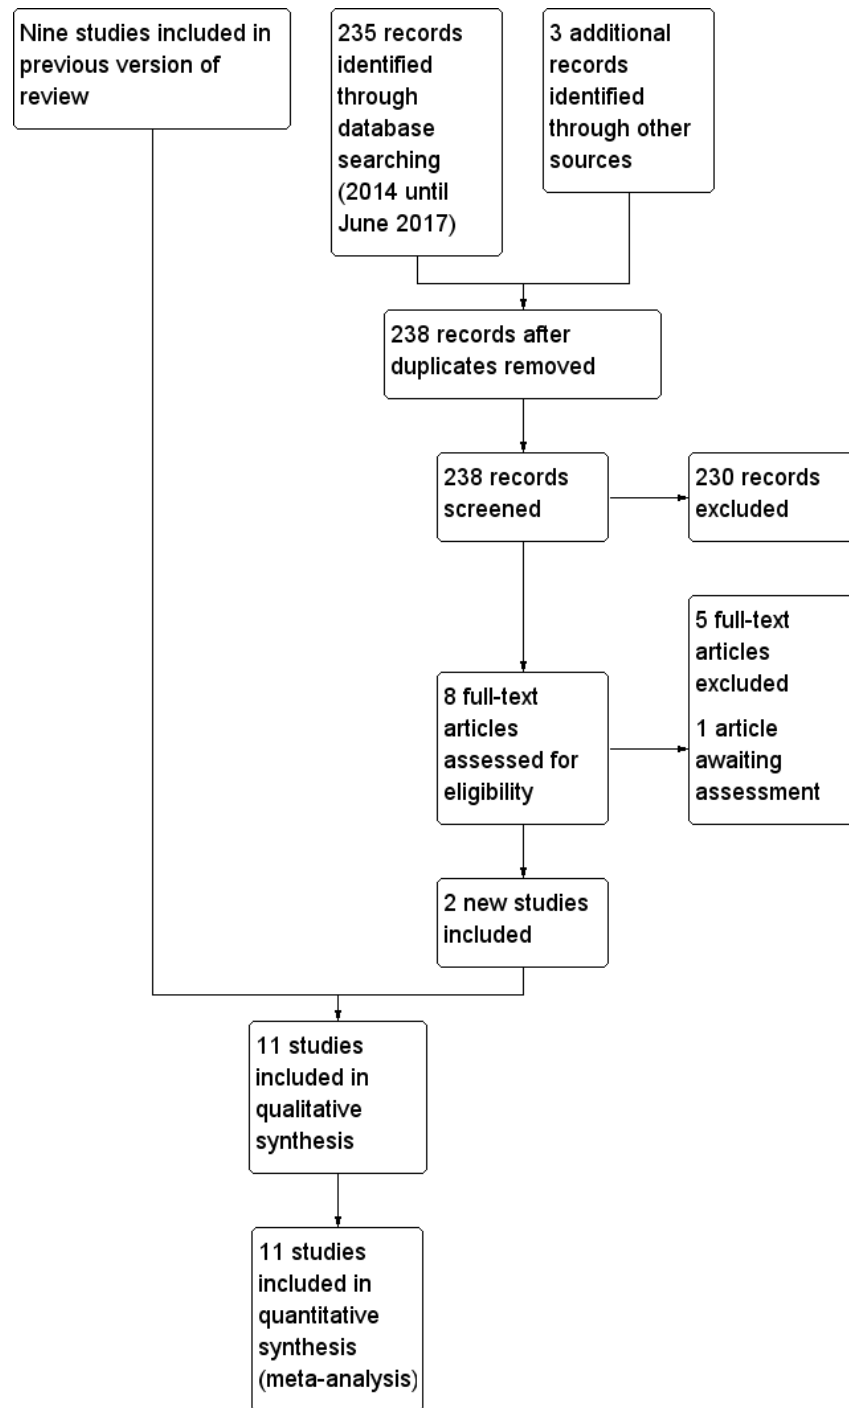 Nine studies included in
previous version of
review
235 records
identified
through
database
searching
(2014 until
June 2017)
3 additional
records
identified
through other
sources
238 records after
duplicates removed
238 records
screened
230 records
excluded
8 full-text
articles
assessed for
eligibility
5 full-text
articles
excluded
1 article
awaiting
assessment
2 new studies
included
11 studies
included in
qualitative
synthesis
11 studies
included in
quantitative
synthesis
(meta-analysis)